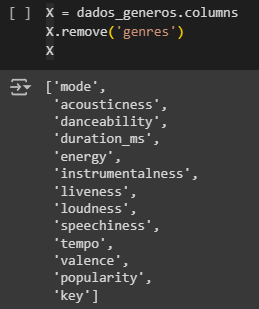 [ ] X = dados_generos.columns
X.remove('genres')
X
['mode',
'acousticness',
'danceability',
'duration_ms',
'energy',
'instrumentalness',
'liveness',
'loudness',
'speechiness',
'tempo',
'valence',
'popularity',
'key']